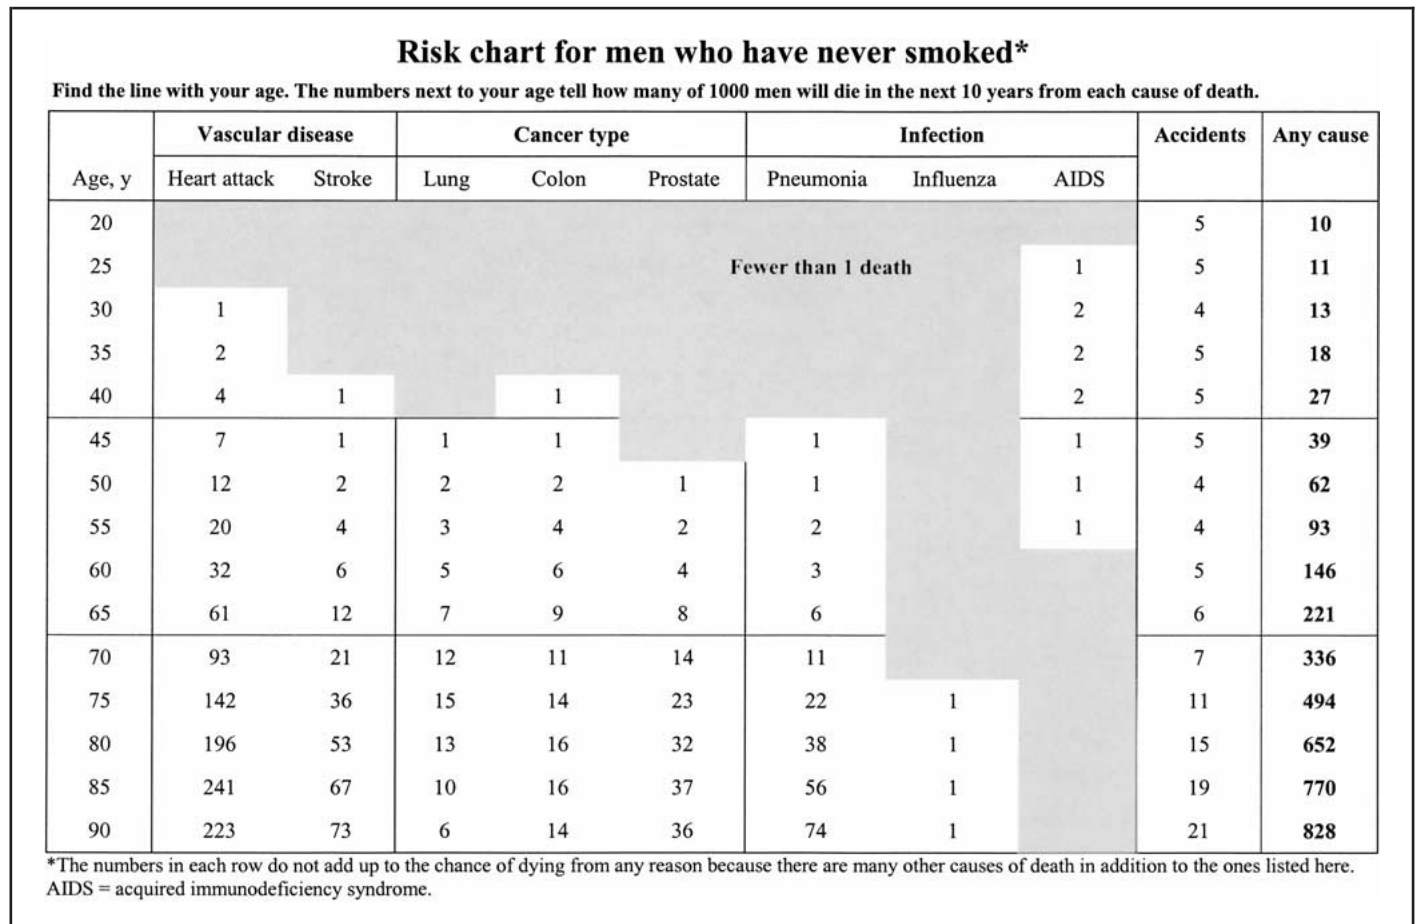 Risk chart for men who have never smoked*
Find the line with your age. The numbers next to your age tell how many of 1000 men will die in the next 10 years from each cause of death.
Vascular disease Cancer type Infection Accidents Any cause
Age, y Heart attack Stroke Lung Colon Prostate Pneumonia Influenza AIDS
20 5 10
25 Fewer than 1 death 1 5 11
30 1 2 4 13
35 2 2 5 18
40 4 1 1 2 5 27
45 7 1 1 1 1 1 5 39
50 12 2 2 2 1 1 1 4 62
55 20 4 3 4 2 2 1 4 93
60 32 6 5 6 4 3 5 146
65 61 12 7 9 8 6 6 221
70 93 21 12 11 14 11 7 336
75 142 36 15 14 23 22 1 11 494
80 196 53 13 16 32 38 1 15 652
85 241 67 10 16 37 56 1 19 770
90 223 73 6 14 36 74 1 21 828
*The numbers in each row do not add up to the chance of dying from any reason because there are many other causes of death in addition to the ones listed here.
AIDS = acquired immunodeficiency syndrome.